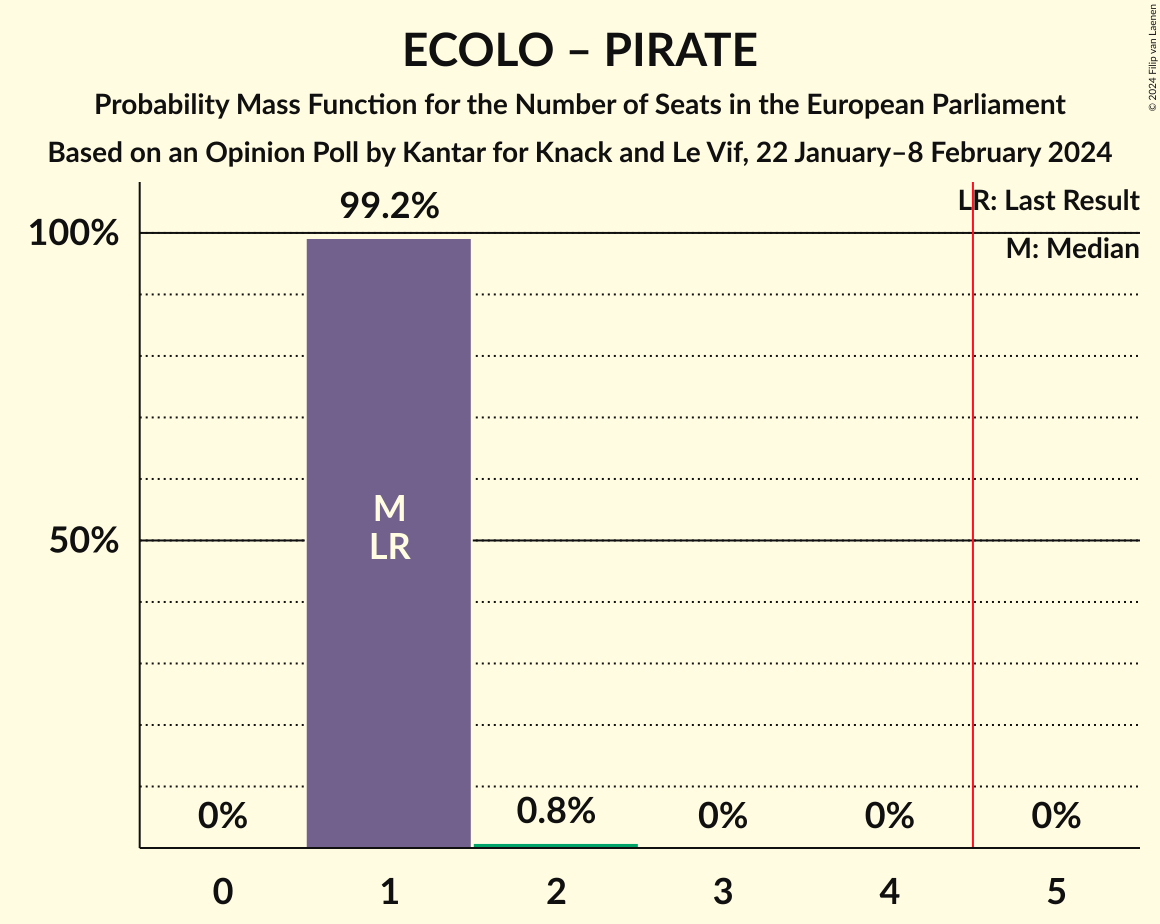 ECOLO – PIRATE
Probability Mass Function for the Number of Seats in the European Parliament
Based on an Opinion Poll by Kantar for Knack and Le Vif, 22 January–8 February 2024
© 2024 Filip van Laenen
LR: Last Result
M: Median
100%
50%
99.2%
M
LR
0%
0.8%
0%
0%
0%
0
1
2
3
4
5